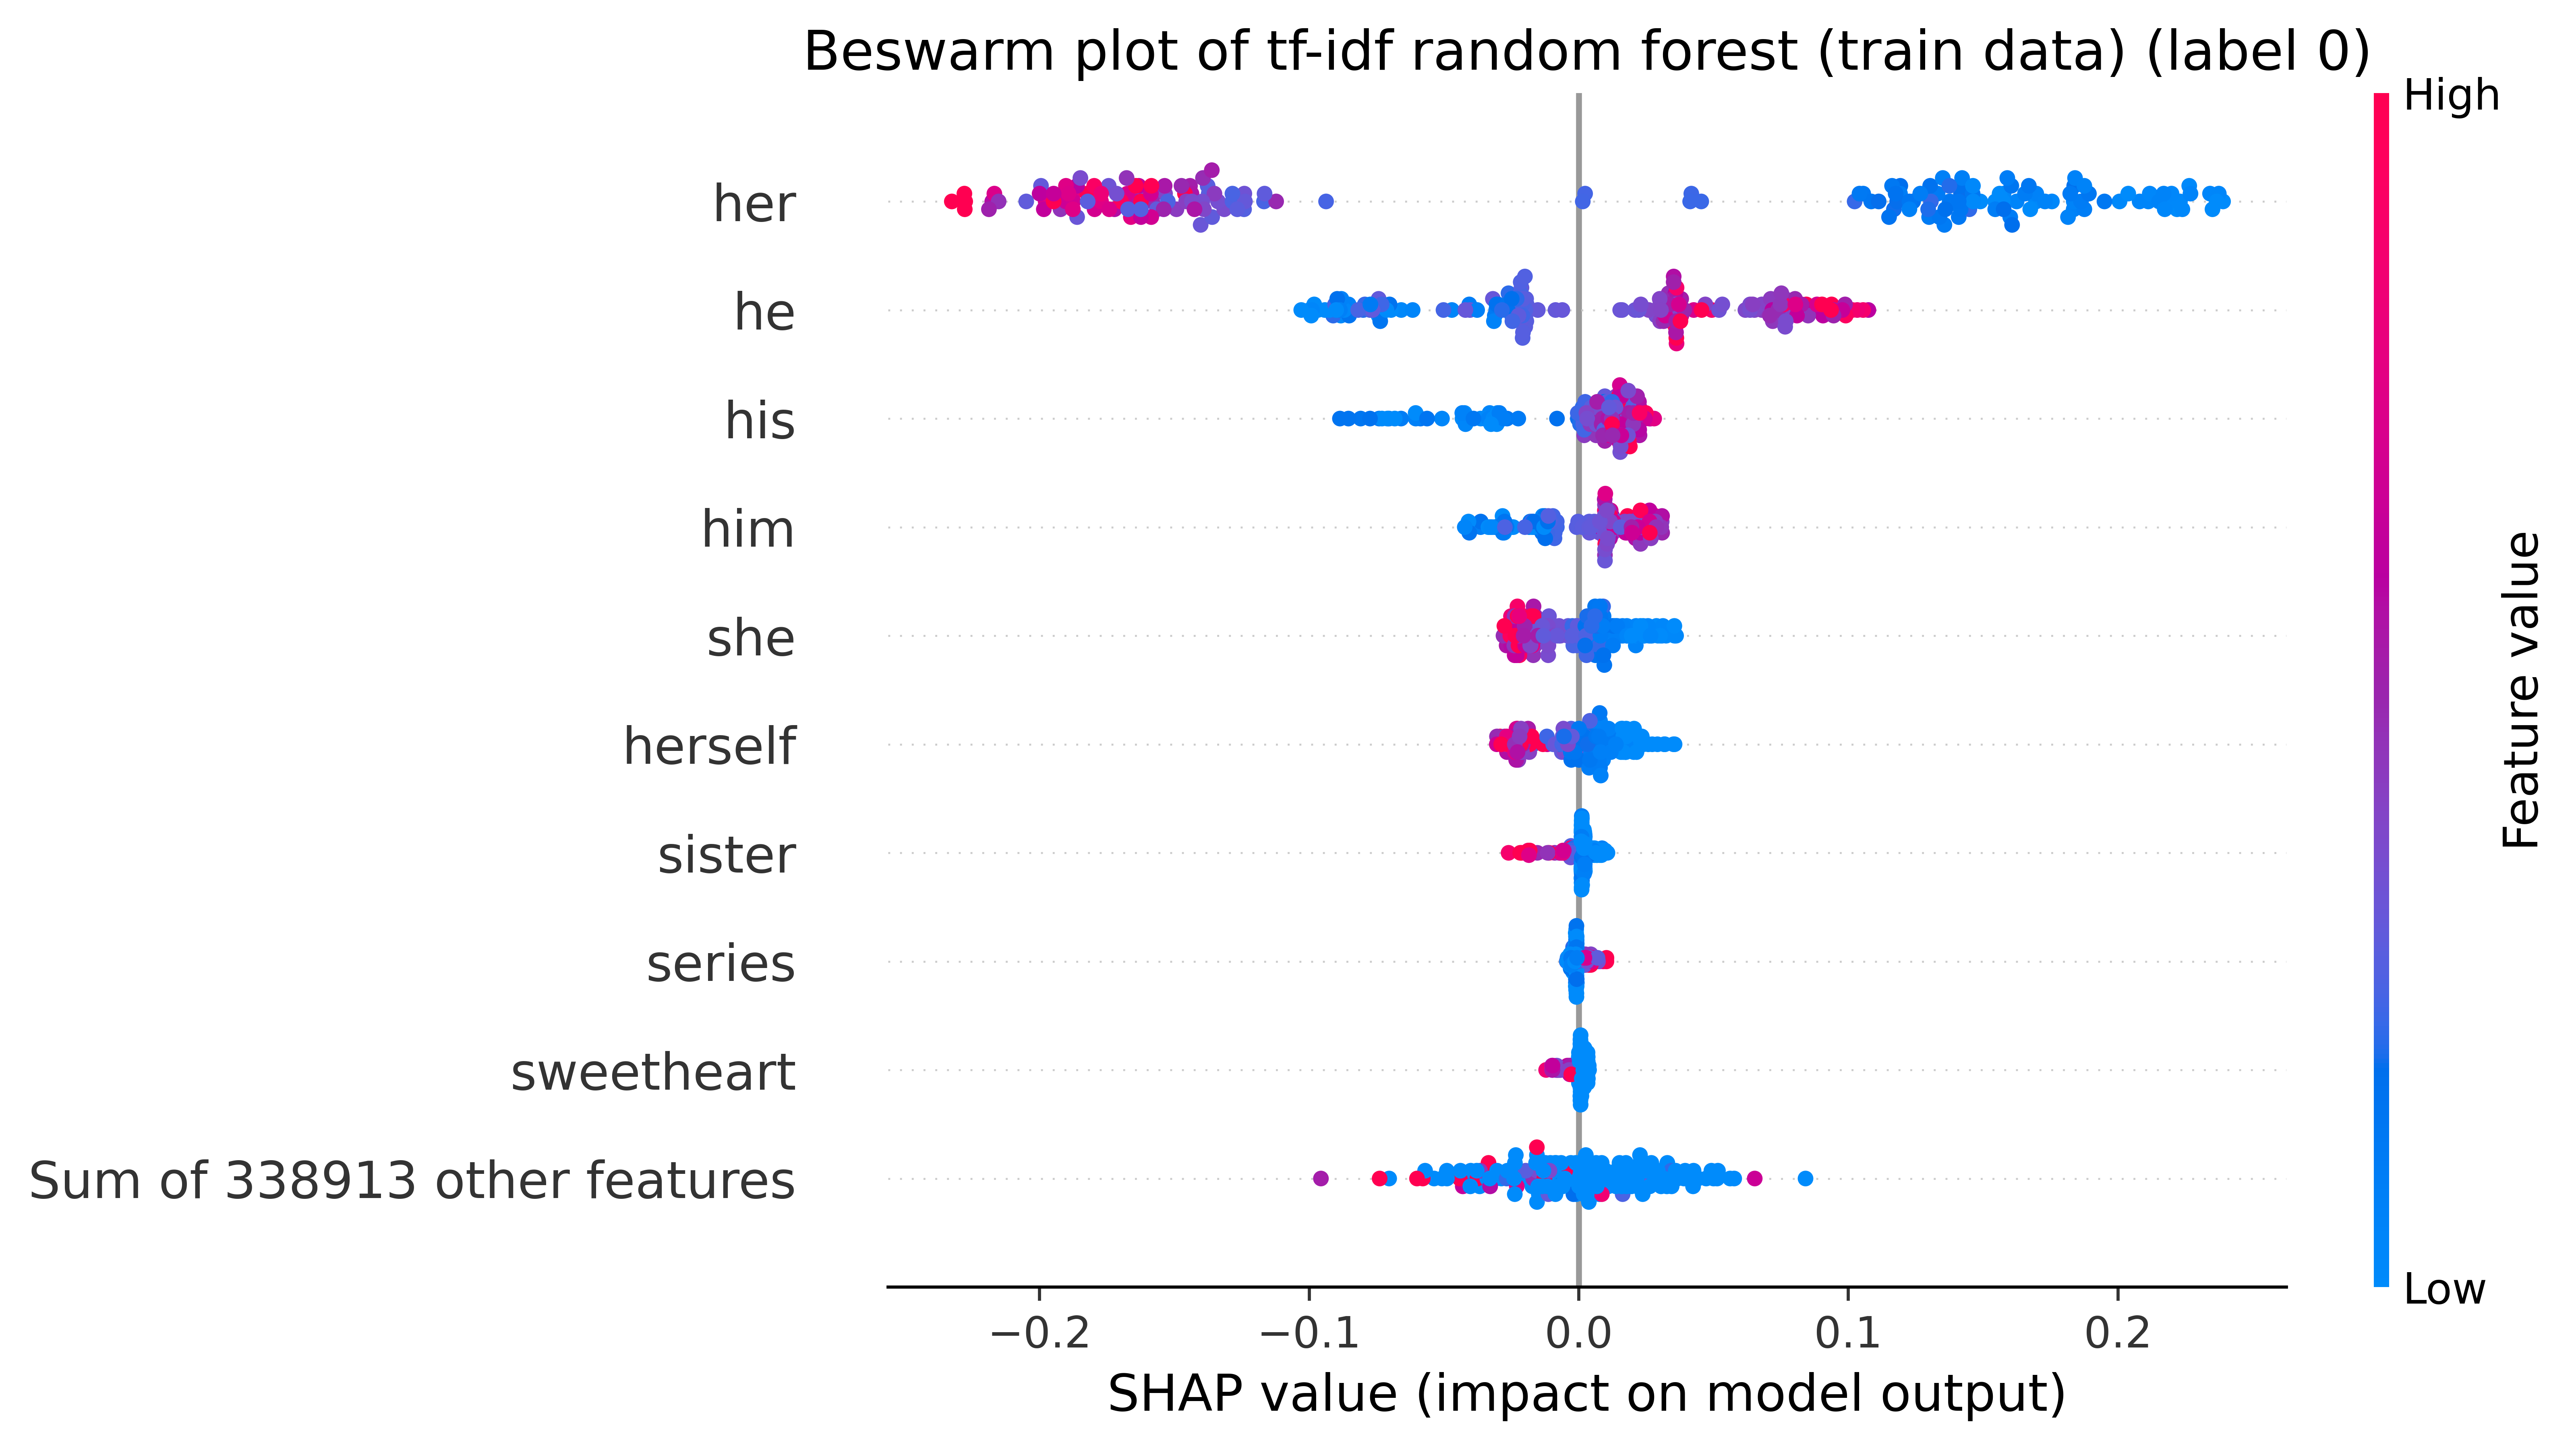 Beswarm plot of tf-idf random forest (train data) (label 0)
High
her
he
his
him
she
herself
sister
series
sweetheart
Sum of 338913 other features
Feature value
Low
−0.2
−0.1
0.0
0.1
0.2
SHAP value (impact on model output)